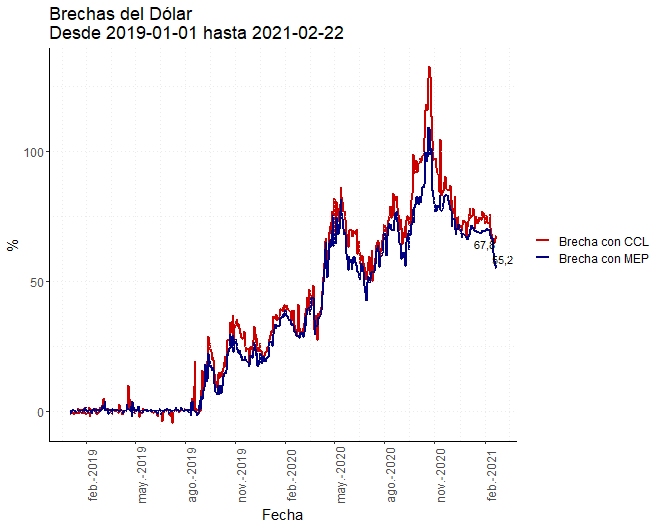 Brechas del Dólar
Desde 2019-01-01 hasta 2021-02-22
%
100
50
0
67,8
55,2
Brecha con CCL
Brecha con MEP
feb.-2019
may.-2019
ago.-2019
nov.-2019
feb.-2020
may.-2020
ago.-2020
nov.-2020
feb.-2021
Fecha